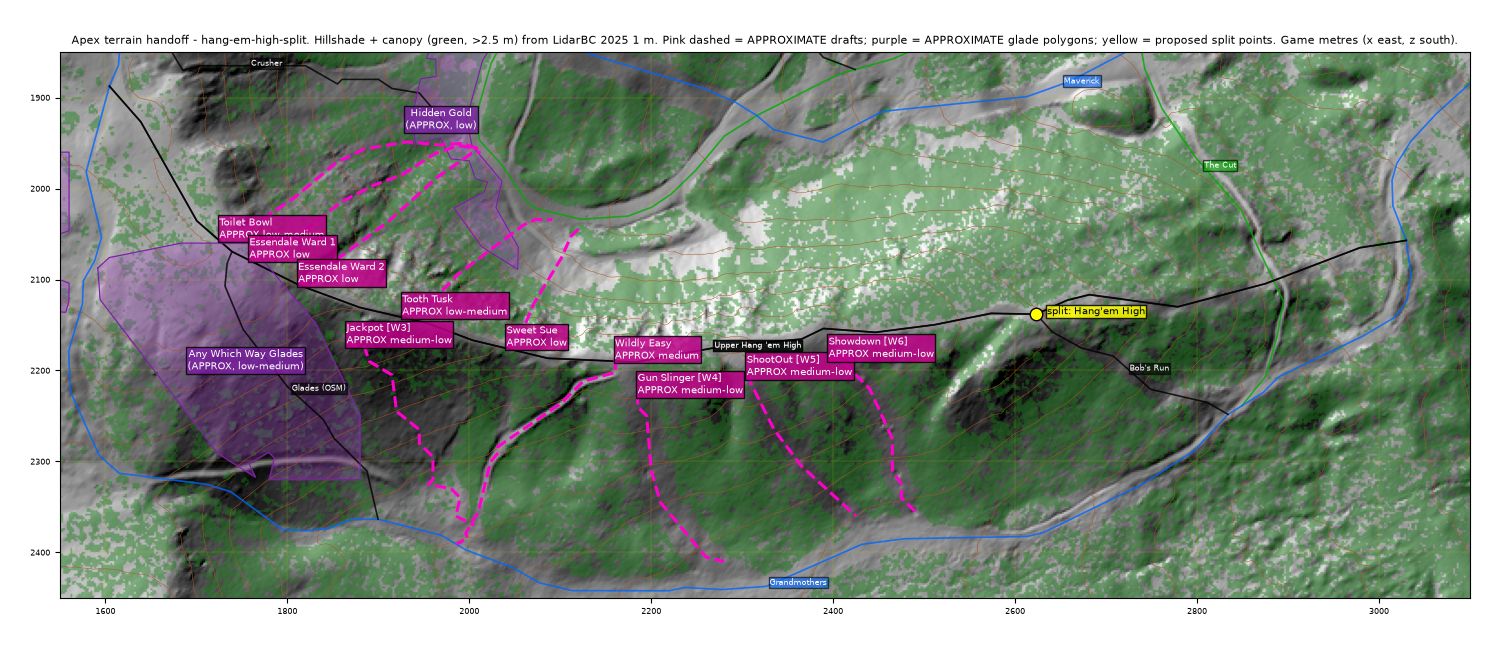 Apex terrain handoff - hang-em-high-split. Hillshade + canopy (green, >2.5 m) from LidarBC 2025 1 m. Pink dashed = APPROXIMATE drafts; purple = APPROXIMATE glade polygons; yellow = proposed split points. Game metres (x east, z south).
Crusher
Maverick
1900
Hidden Gold
(APPROX, low)
The Cut
2000
Toilet Bowl
APPROX low-medium
Essendale Ward 1
APPROX low
Essendale Ward 2
APPROX low
2100
Tooth Tusk
APPROX low-medium
split: Hang'em High
Jackpot [W3]
APPROX medium-low
Sweet Sue
APPROX low
Wildly Easy
APPROX medium
Upper Hang 'em High
Showdown [W6]
APPROX medium-low
Any Which Way Glades
(APPROX, low-medium)
ShootOut [W5]
APPROX medium-low
Bob's Run
2200
Gun Slinger [W4]
APPROX medium-low
Glades (OSM)
2300
2400
Grandmothers
1600
1800
2000
2200
2400
2600
2800
3000